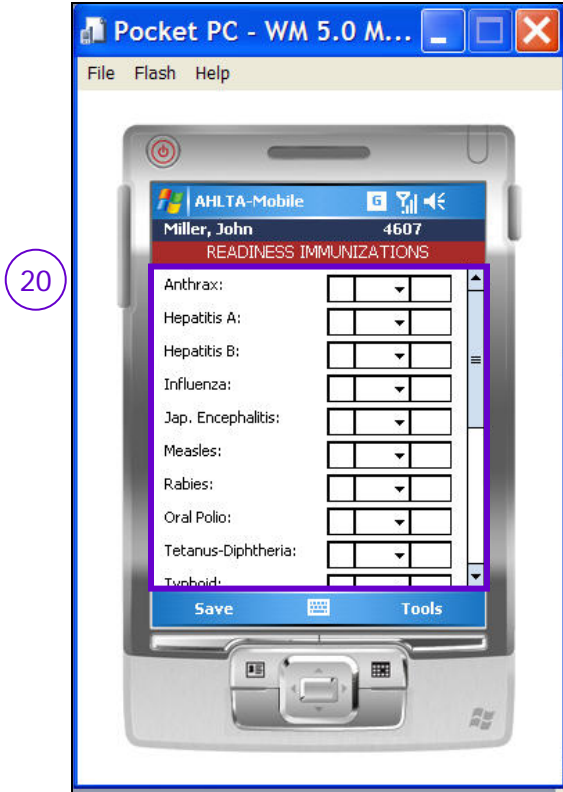 Pocket PC - WM 5.0 M...
File Flash Help
AHLTA-Mobile G
Miller, John 4607
READINESS IMMUNIZATIONS
20
Anthrax:
Hepatitis A:
Hepatitis B:
Influenza:
Jap. Encephalitis:
Measles:
Rabies:
Oral Polio:
Tetanus-Diphtheria:
Typhoid:
Save Tools